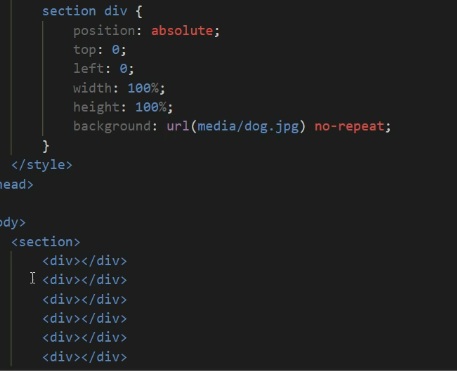 section div {
position: absolute;
top: 0;
left: 0;
width: 100%;
height: 100%;
background: url(media/dog.jpg) no-repeat;
}
</style>
head>
ody>
<section>
<div></div>
<div></div>
<div></div>
<div></div>
<div></div>
<div></div>